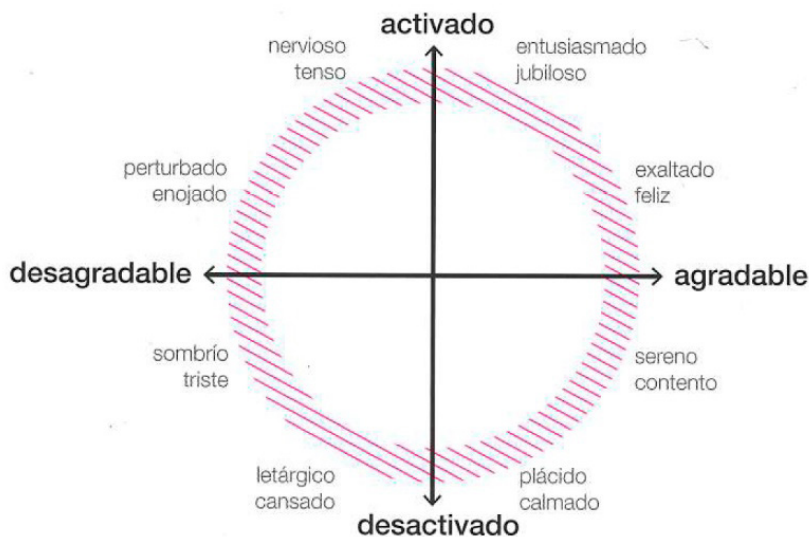 activado
nervioso
tenso
entusiasmado
jubiloso
perturbado
enojado
exaltado
feliz
desagradable
agradable
sombrío
triste
sereno
contento
letárgico
cansado
plácido
calmado
desactivado